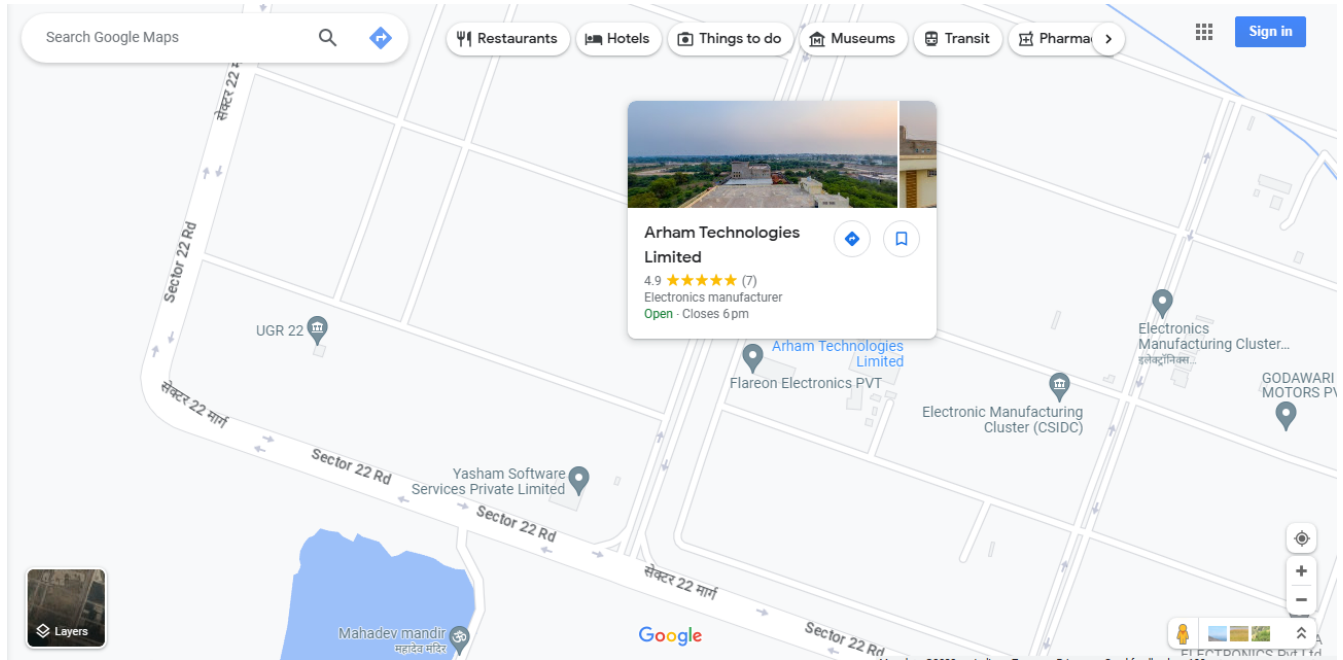 Search Google Maps
Restaurants
Hotels
Things to do
Museums
Transit
Pharma
Sign in
सेक्टर 22 मा
Sector 22 Rd
Arham Technologies
Limited
4.9 ★★★★★ (7)
Electronics manufacturer
Open · Closes 6 pm
UGR 22
Arham Technologies
Limited
Flareon Electronics PVT
Electronics
Manufacturing Cluster...
इलेक्ट्रॉनिक्स...
GODAWARI
MOTORS PV
Electronic Manufacturing
Cluster (CSIDC)
सेक्टर 22 मार्ग
Sector 22 Rd
Yasham Software
Services Private Limited
Sector 22 Rd
सेक्टर 22 मार्ग
Sector 22 Rd
Mahadev mandir
महादेव मंदिर
Layers
Google
ELECTRONICS Pvt Ltd